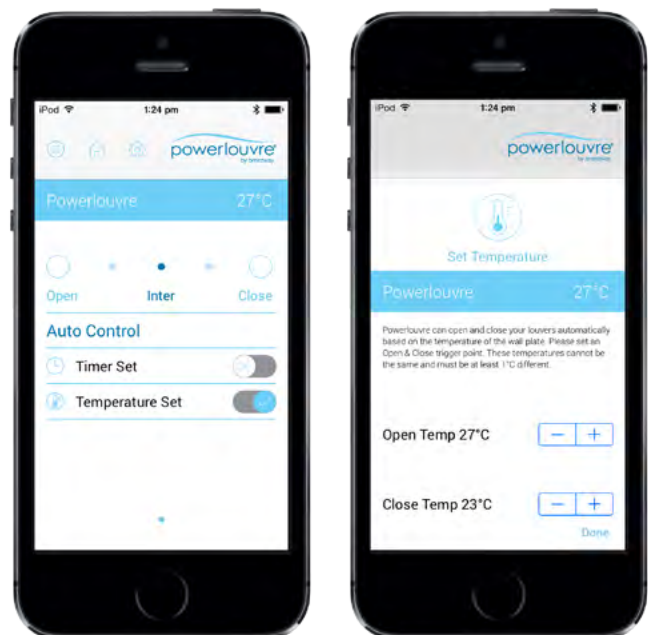 iPod
1:24 pm
powerlouvre
Powerlouvre 27°C
Open Inter Close
Auto Control
Timer Set
Temperature Set
iPod
1:24 pm
powerlouvre
Set Temperature
Powerlouvre 27°C
Powerlouvre can open and close your louvers automatically
based on the temperature of the wall plate. Please set an
Open & Close trigger point. These temperatures cannot be
the same and must be at least 1°C different.
Open Temp 27°C − +
Close Temp 23°C − +
Done